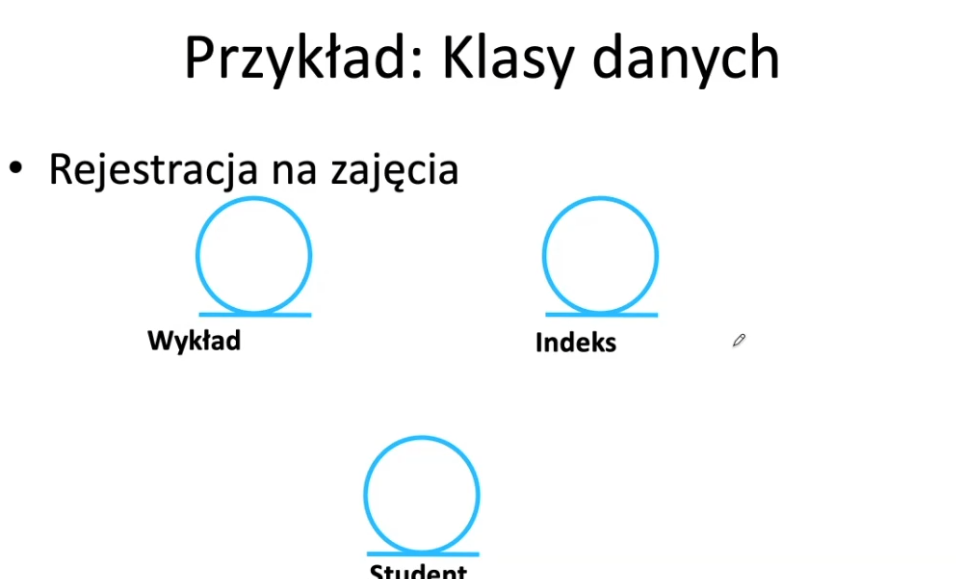 Przykład: Klasy danych
• Rejestracja na zajęcia
Wykład
Indeks
Student